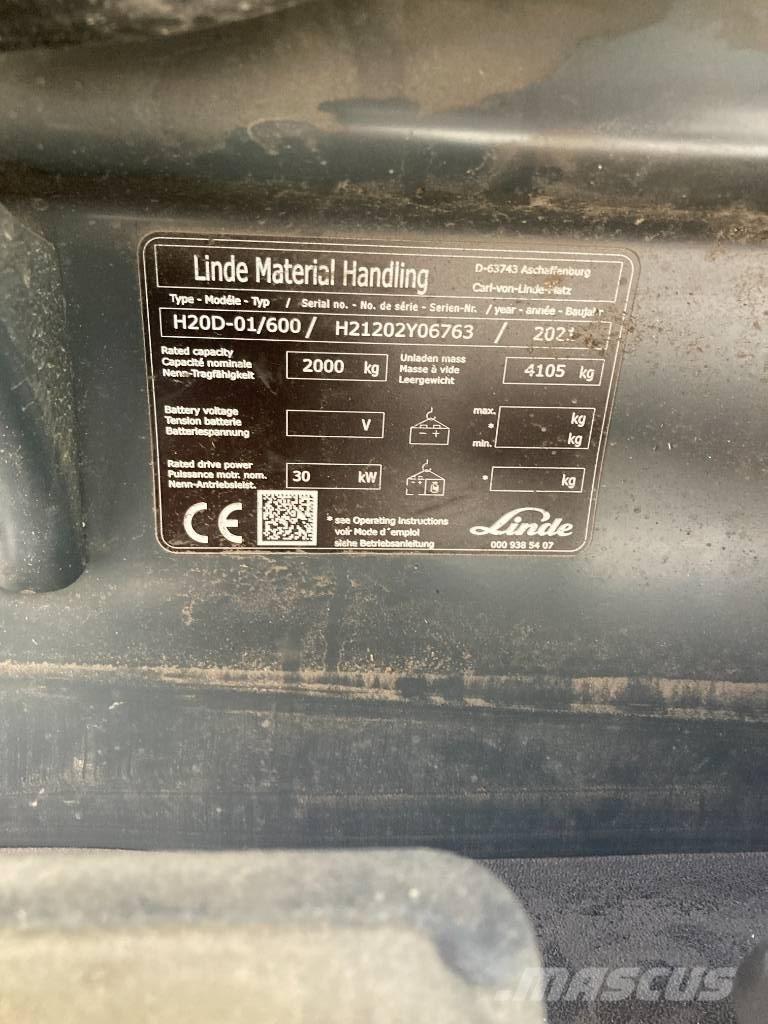 Linde Material Handling
D-63743 Aschaffenburg
Carl-von-Linde-Platz
Type - Modèle - Typ / Serial no. - No. de série - Serien-Nr. / year - année - Baujahr
H20D-01/600 / H21202Y06763 / 2021
Rated capacity
Capacité nominale
Nenn-Tragfähigkeit
2000 kg
Unladen mass
Masse à vide
Leergewicht
4105 kg
Battery voltage
Tension batterie
Batteriespannung
V
max.
*
min.
kg
kg
Rated drive power
Puissance motr. nom.
Nenn-Antriebsleist.
30 kW
*
kg
CE
* see Operating instructions
voir Mode d'emploi
siehe Betriebsanleitung
Linde
000 938 54 07
MASCUS